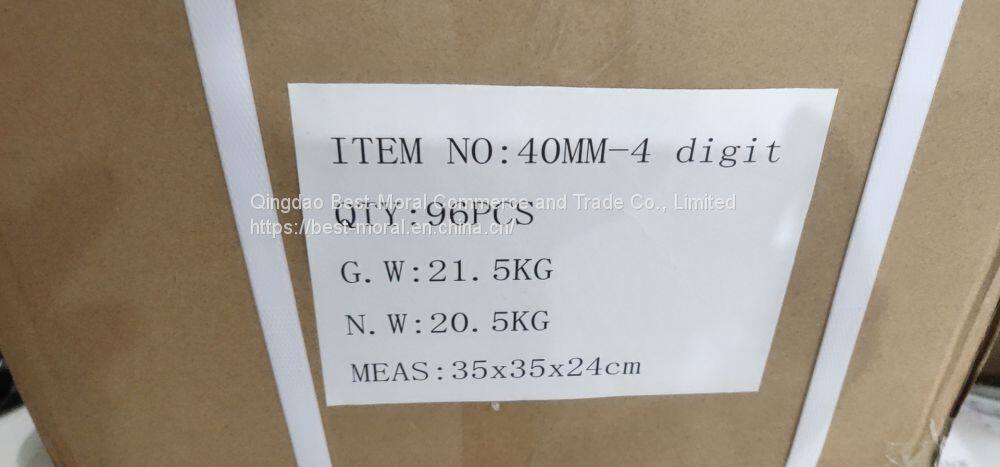 ITEM NO:40MM-4 digit
Qingdao Best Moral Commerce and Trade Co., Limited
QTY:96PCS
https://best-moral.en.china.cn/
G.W:21.5KG
N.W:20.5KG
MEAS:35x35x24cm